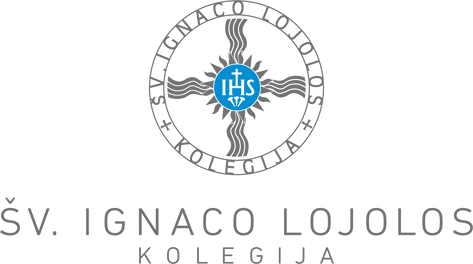 ŠV. IGNACO LOJOLOS
+ KOLEGIJA +
IHS
ŠV. IGNACO LOJOLOS
KOLEGIJA